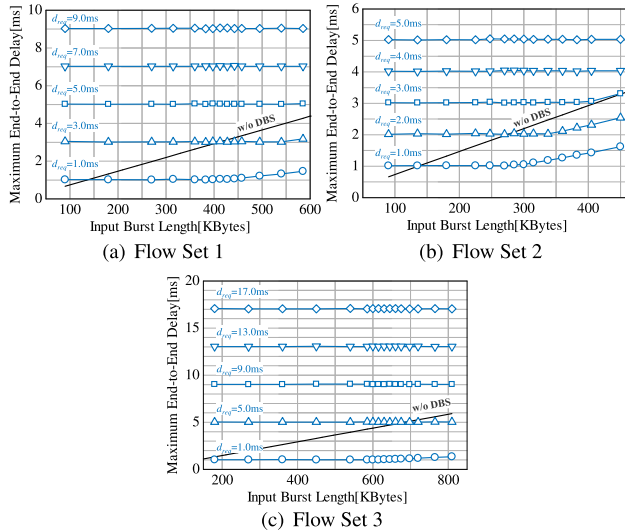 Maximum End-to-End Delay[ms]
10
8
6
4
2
0
d_req=9.0ms
d_req=7.0ms
d_req=5.0ms
d_req=3.0ms
d_req=1.0ms
w/o DBS
100 200 300 400 500 600
Input Burst Length[KBytes]
(a) Flow Set 1
Maximum End-to-End Delay[ms]
6
5
4
3
2
1
0
d_req=5.0ms
d_req=4.0ms
d_req=3.0ms
d_req=2.0ms
d_req=1.0ms
w/o DBS
100 200 300 400
Input Burst Length[KBytes]
(b) Flow Set 2
Maximum End-to-End Delay[ms]
20
15
10
5
0
d_req=17.0ms
d_req=13.0ms
d_req=9.0ms
d_req=5.0ms
d_req=1.0ms
w/o DBS
200 400 600 800
Input Burst Length[KBytes]
(c) Flow Set 3